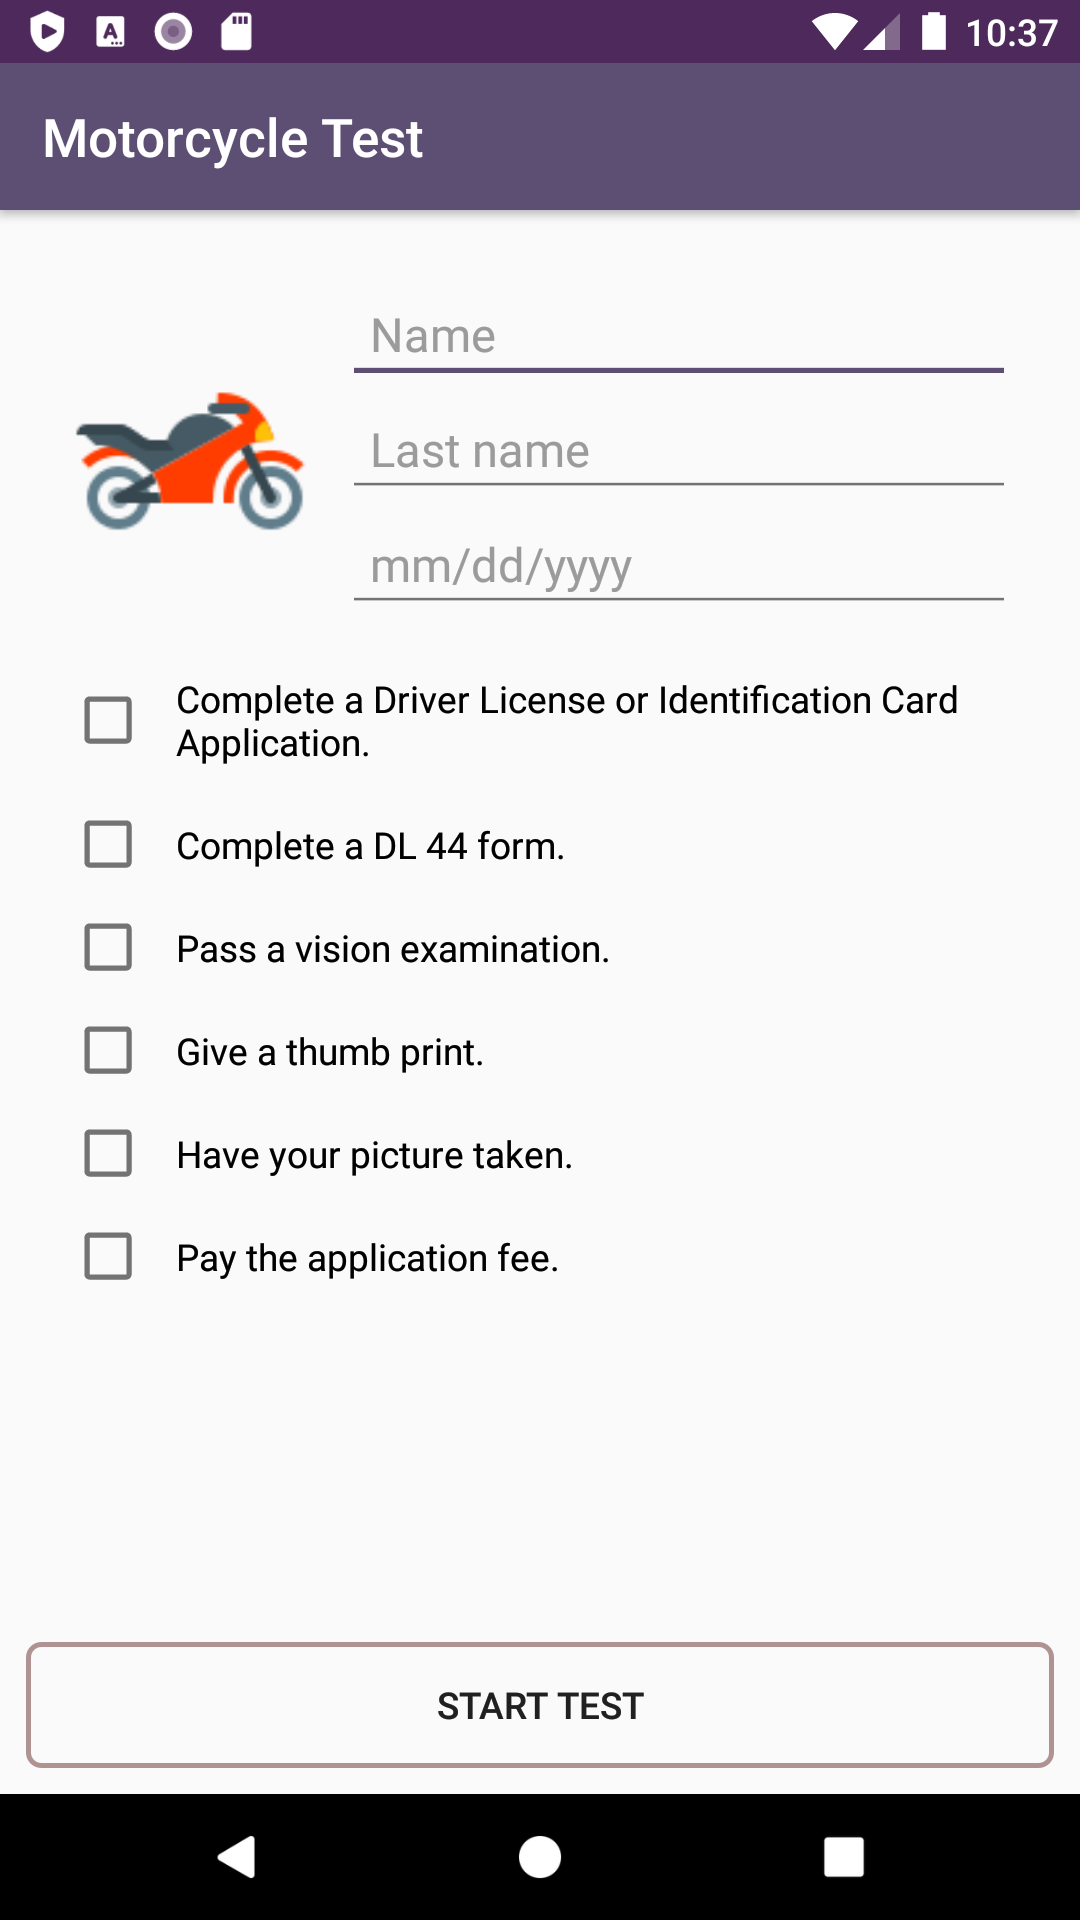 10:37
Motorcycle Test
Name
Last name
mm/dd/yyyy
Complete a Driver License or Identification Card
Application.
Complete a DL 44 form.
Pass a vision examination.
Give a thumb print.
Have your picture taken.
Pay the application fee.
START TEST